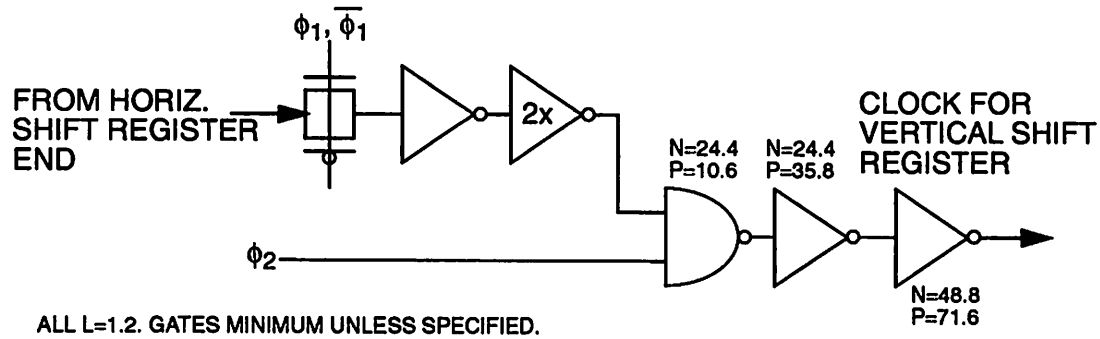 ϕ1, ϕ1̅
FROM HORIZ.
SHIFT REGISTER
END
2x
CLOCK FOR
VERTICAL SHIFT
REGISTER
N=24.4
P=10.6
N=24.4
P=35.8
ϕ2
N=48.8
P=71.6
ALL L=1.2. GATES MINIMUM UNLESS SPECIFIED.